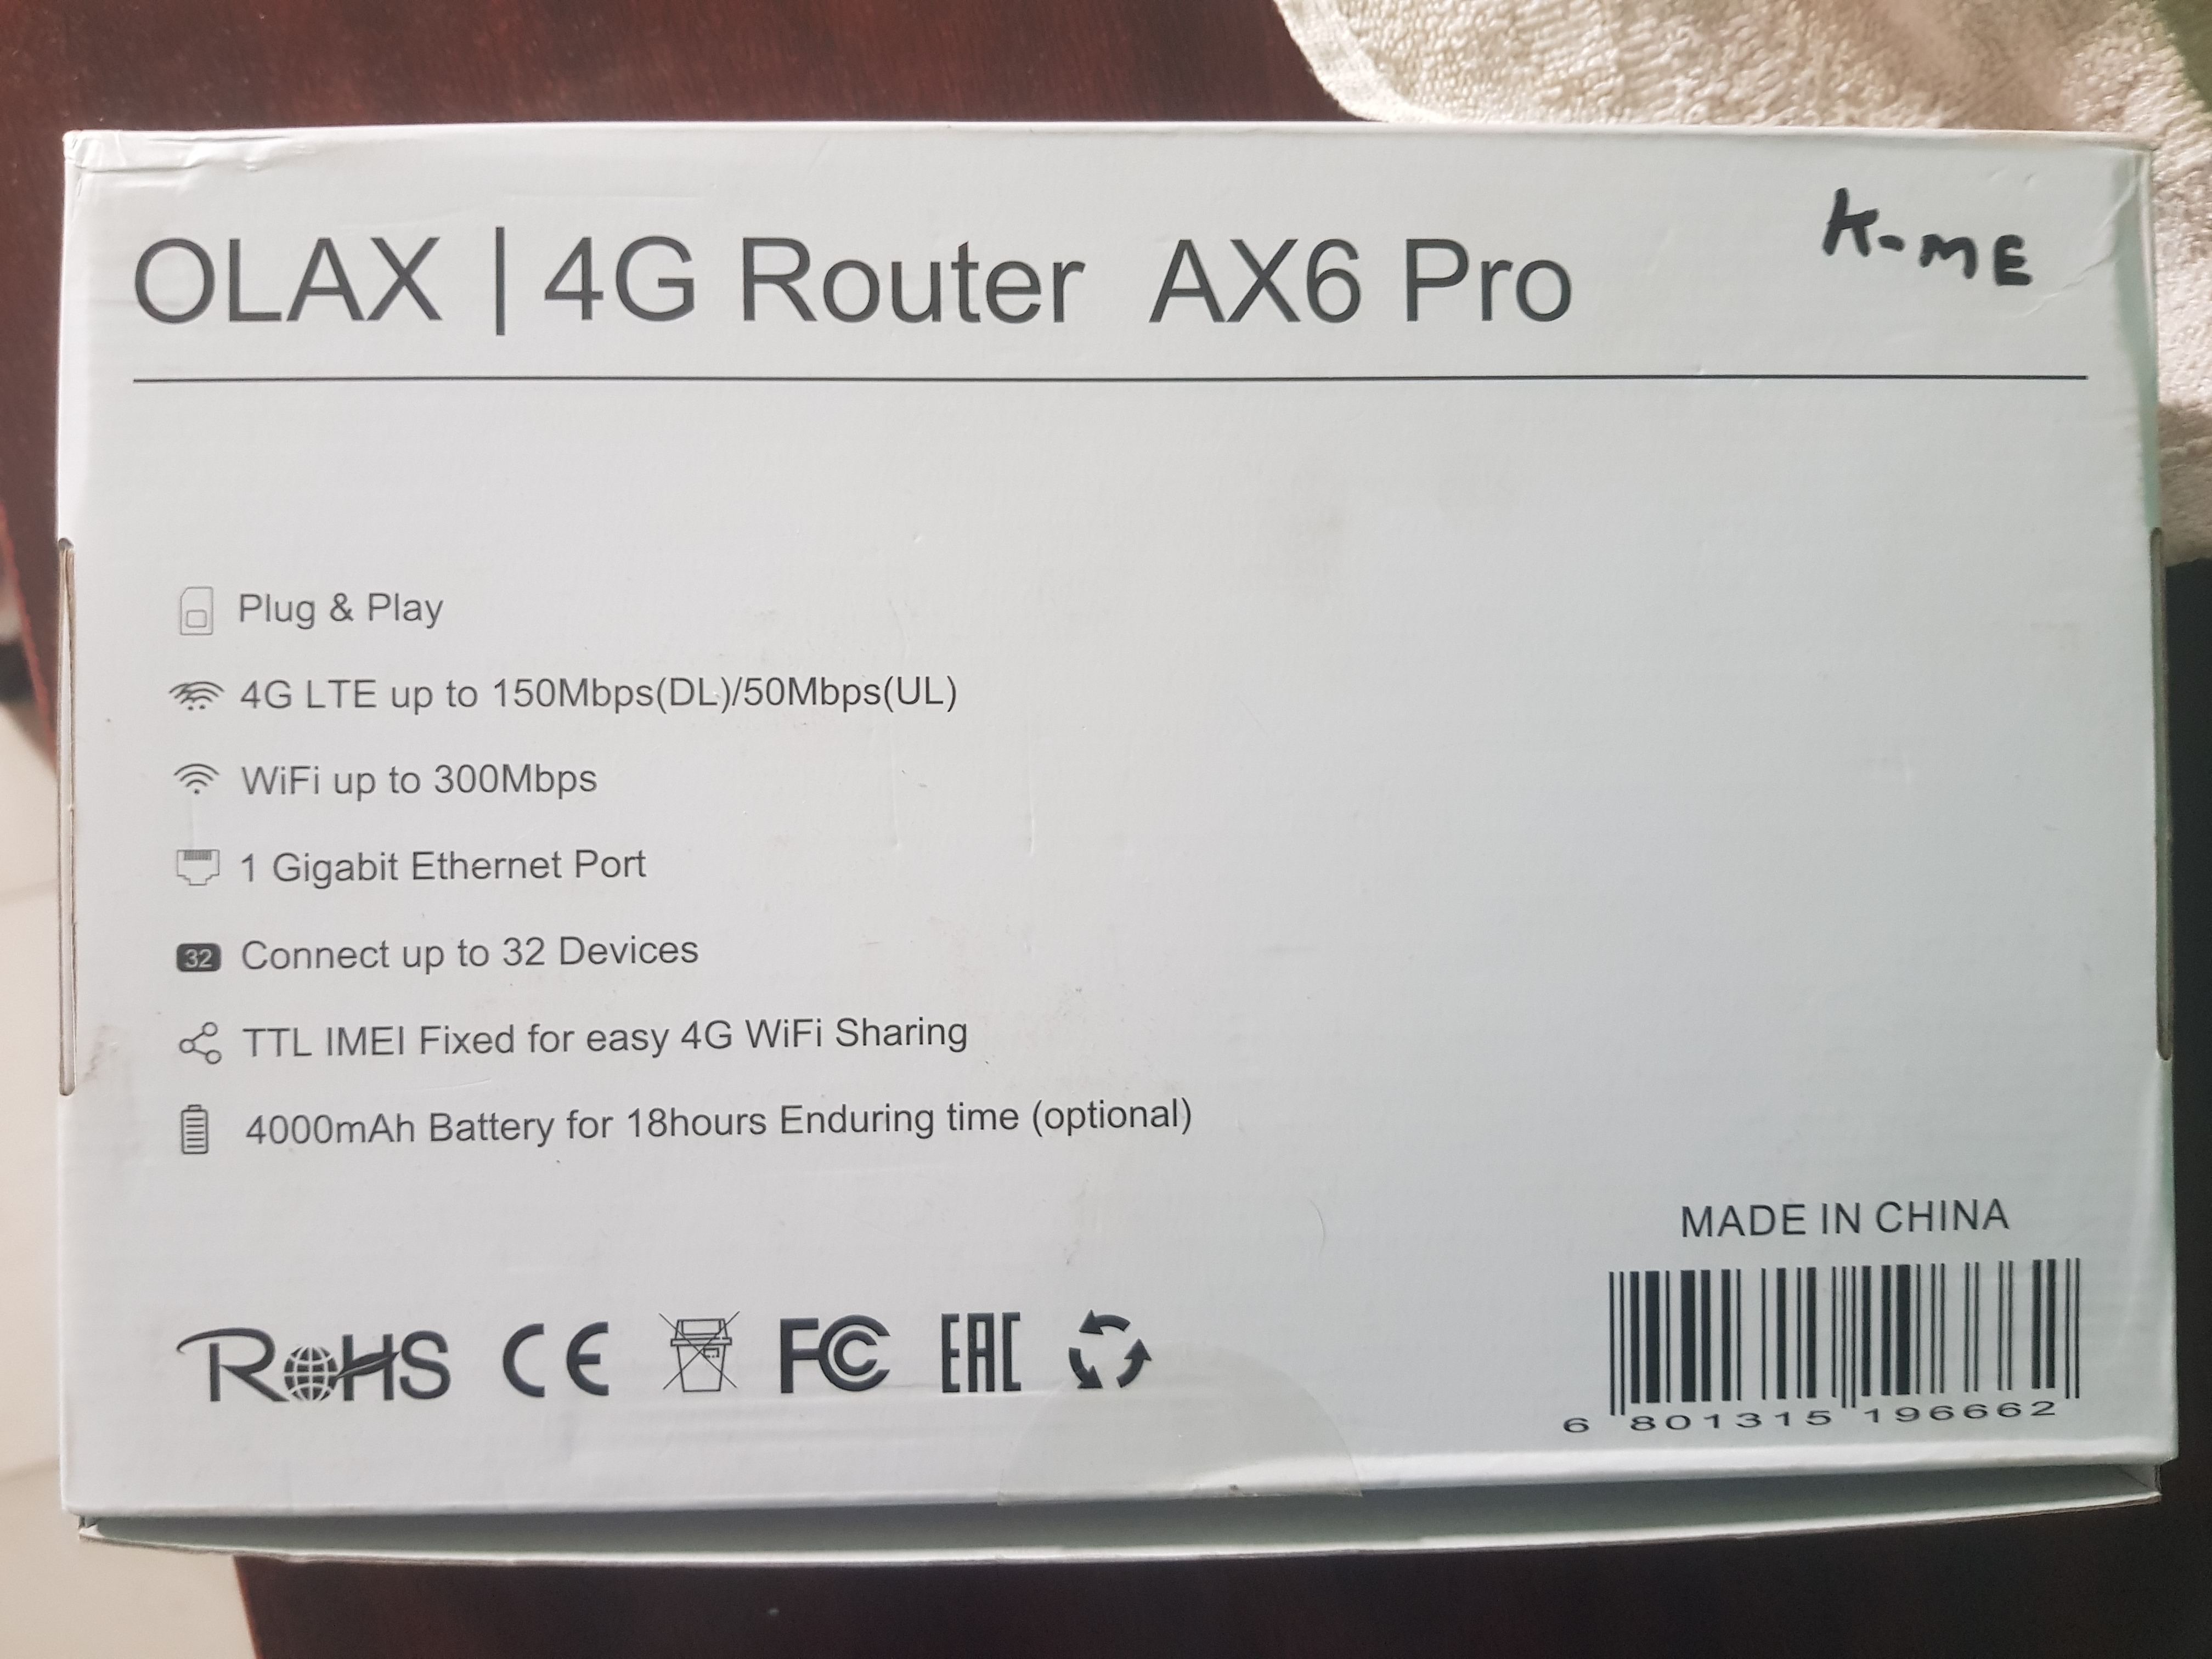 OLAX | 4G Router AX6 Pro
K-ME
Plug & Play
4G LTE up to 150Mbps(DL)/50Mbps(UL)
WiFi up to 300Mbps
1 Gigabit Ethernet Port
32 Connect up to 32 Devices
TTL IMEI Fixed for easy 4G WiFi Sharing
4000mAh Battery for 18hours Enduring time (optional)
MADE IN CHINA
RoHS CE FC EAC
6 801315 196662